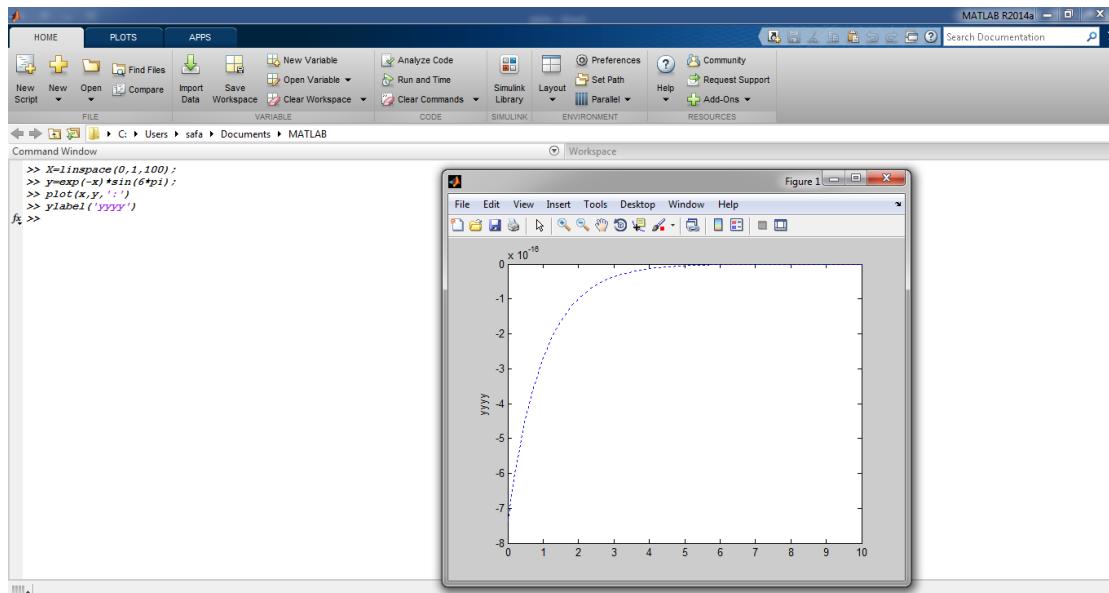 MATLAB R2014a
HOME PLOTS APPS
Search Documentation
New Script
New
Open
Find Files
Compare
Import Data
Save Workspace
New Variable
Open Variable
Clear Workspace
Analyze Code
Run and Time
Clear Commands
Simulink Library
Layout
Preferences
Set Path
Parallel
Help
Community
Request Support
Add-Ons
FILE VARIABLE CODE SIMULINK ENVIRONMENT RESOURCES
C: Users safa Documents MATLAB
Command Window
Workspace
>> X=linspace(0,1,100);
>> y=exp(-x)*sin(6*pi);
>> plot(x,y,':')
>> ylabel('yyyy')
fx >>
Figure 1
File Edit View Insert Tools Desktop Window Help
x 10^-16
0
-1
-2
-3
-4
-5
-6
-7
-8
yyyy
0 1 2 3 4 5 6 7 8 9 10